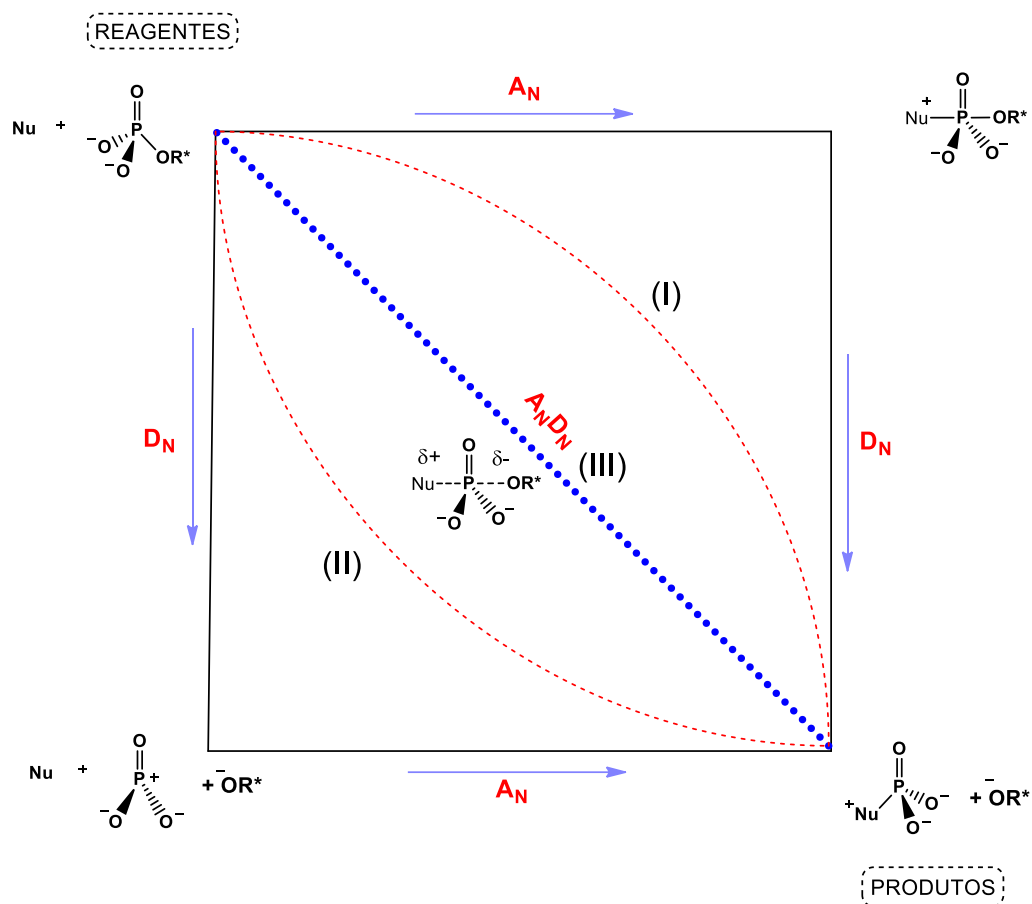 REAGENTES
A_N
O
O
Nu + P
Nu + P OR*
-O OR*
-O
-O O-
(I)
D_N
A_ND_N
D_N
δ+ O δ-
(III)
Nu P OR*
-O O-
(II)
O
O
Nu + P+ + -OR*
-O O-
A_N
P O- + -OR*
+Nu O-
PRODUTOS